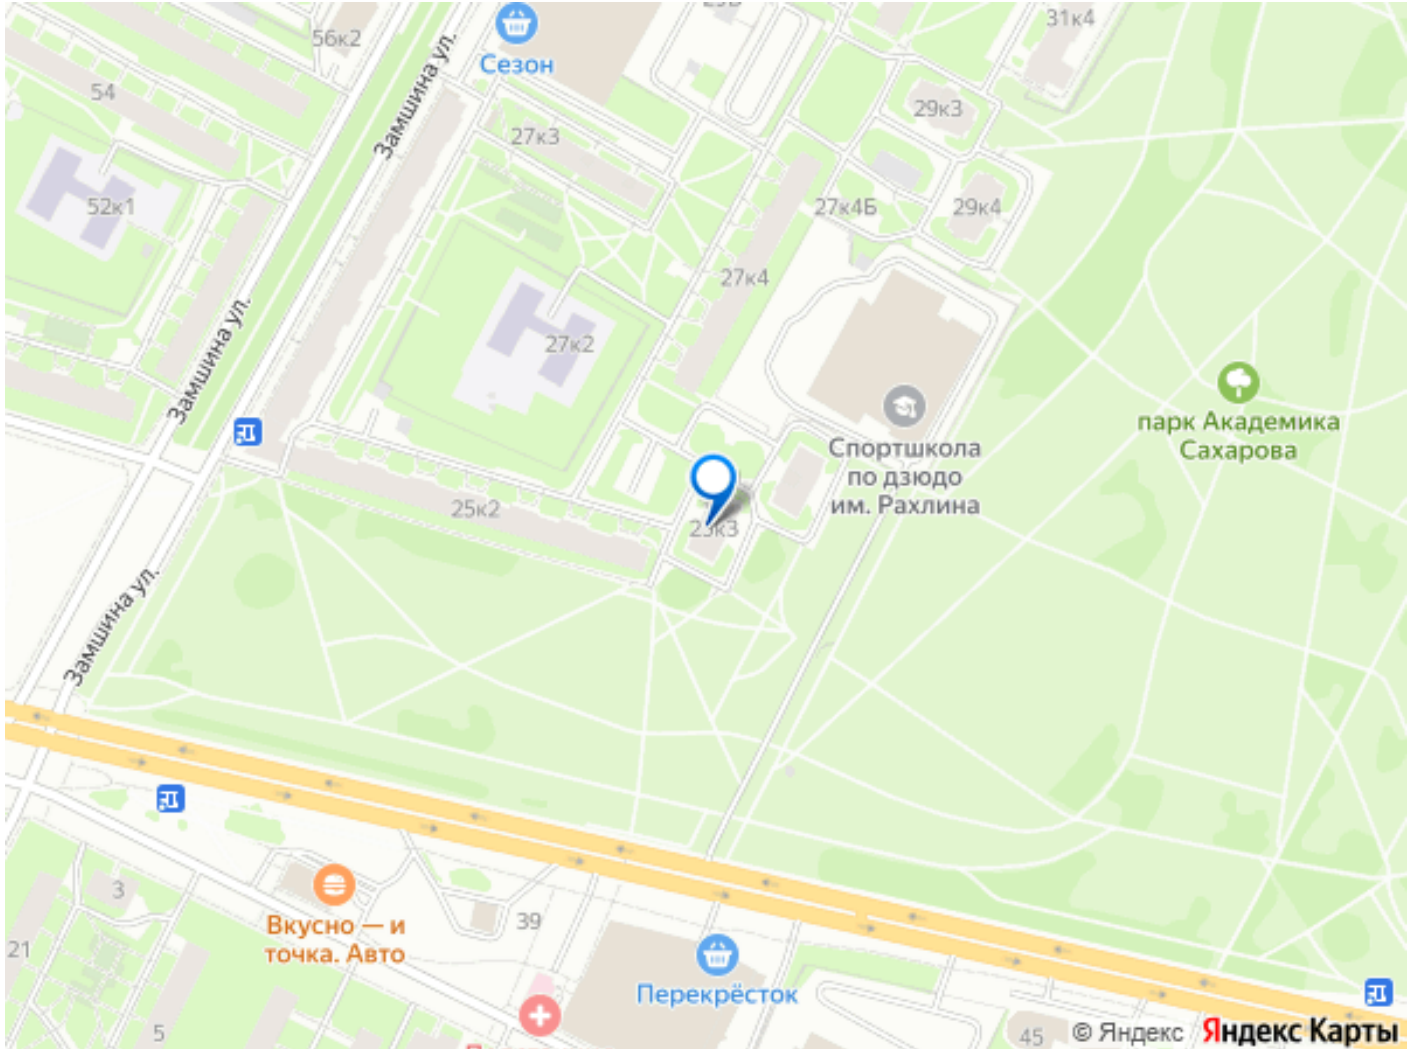 31к4
56к2
Сезон
Замшина ул.
54
29к3
27к3
52к1
27к4Б
29к4
27к4
Замшина ул.
27к2
парк Академика
Сахарова
Спортшкола
по дзюдо
им. Рахлина
25к2
Замшина ул.
3
39
Вкусно — и
точка. Авто
21
Перекрёсток
5
45
© Яндекс Яндекс Карты